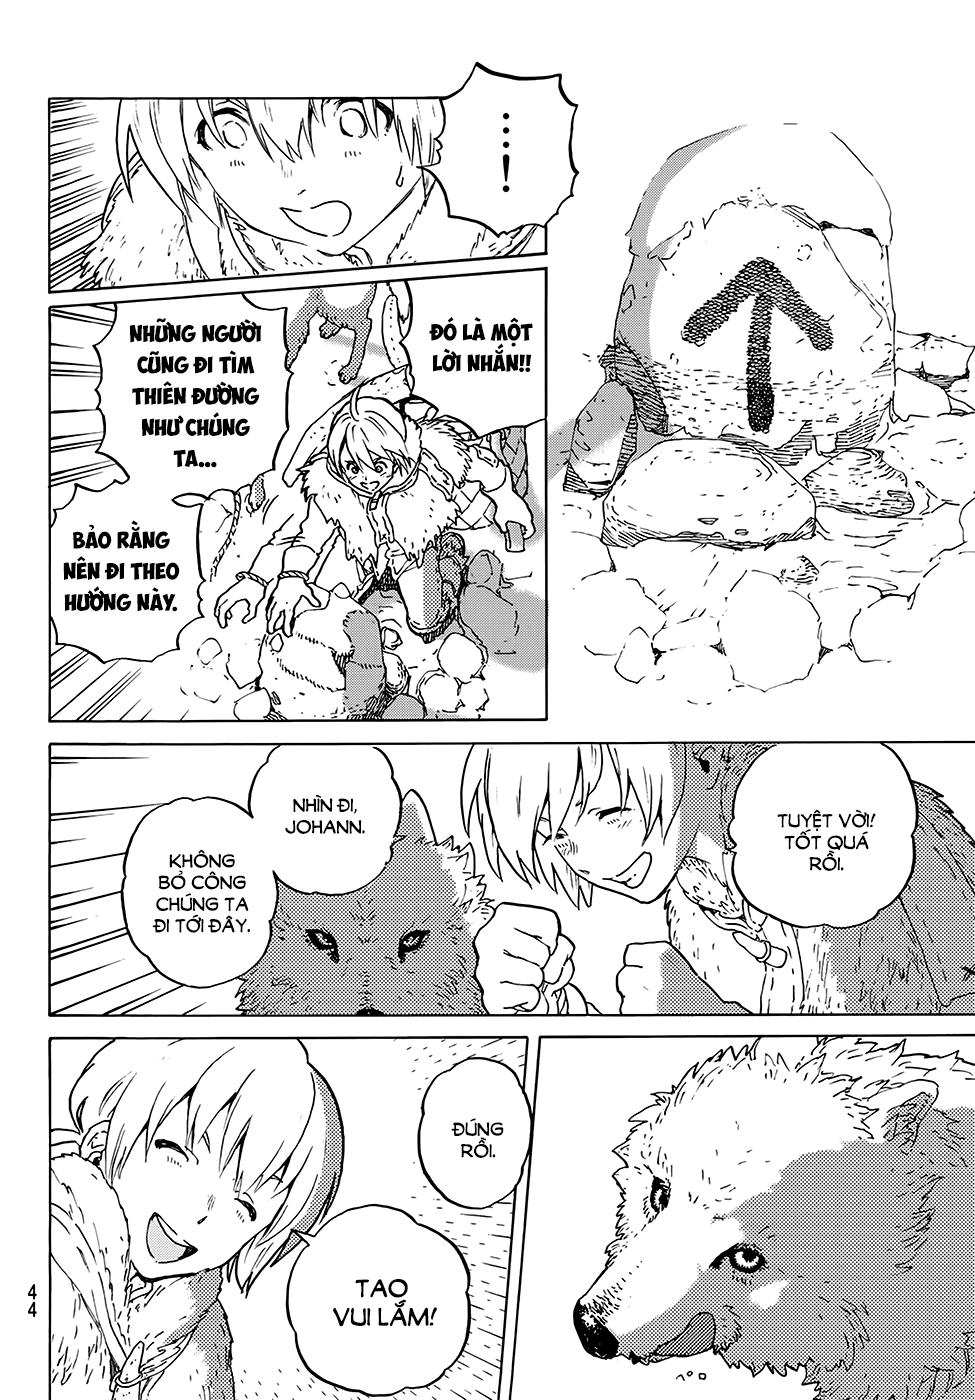 ...!
ĐÓ LÀ MỘT
LỜI NHẮN!!
NHỮNG NGƯỜI
CŨNG ĐI TÌM
THIÊN ĐƯỜNG
NHƯ CHÚNG
TA...
BẢO RẰNG
NÊN ĐI THEO
HƯỚNG NÀY.
TUYỆT VỜI!
TỐT QUÁ
RỒI.
NHÌN ĐI,
JOHANN.
KHÔNG
BỎ CÔNG
CHÚNG TA
ĐI TỚI ĐÂY.
ĐÚNG
RỒI.
TAO
VUI LẮM!
44